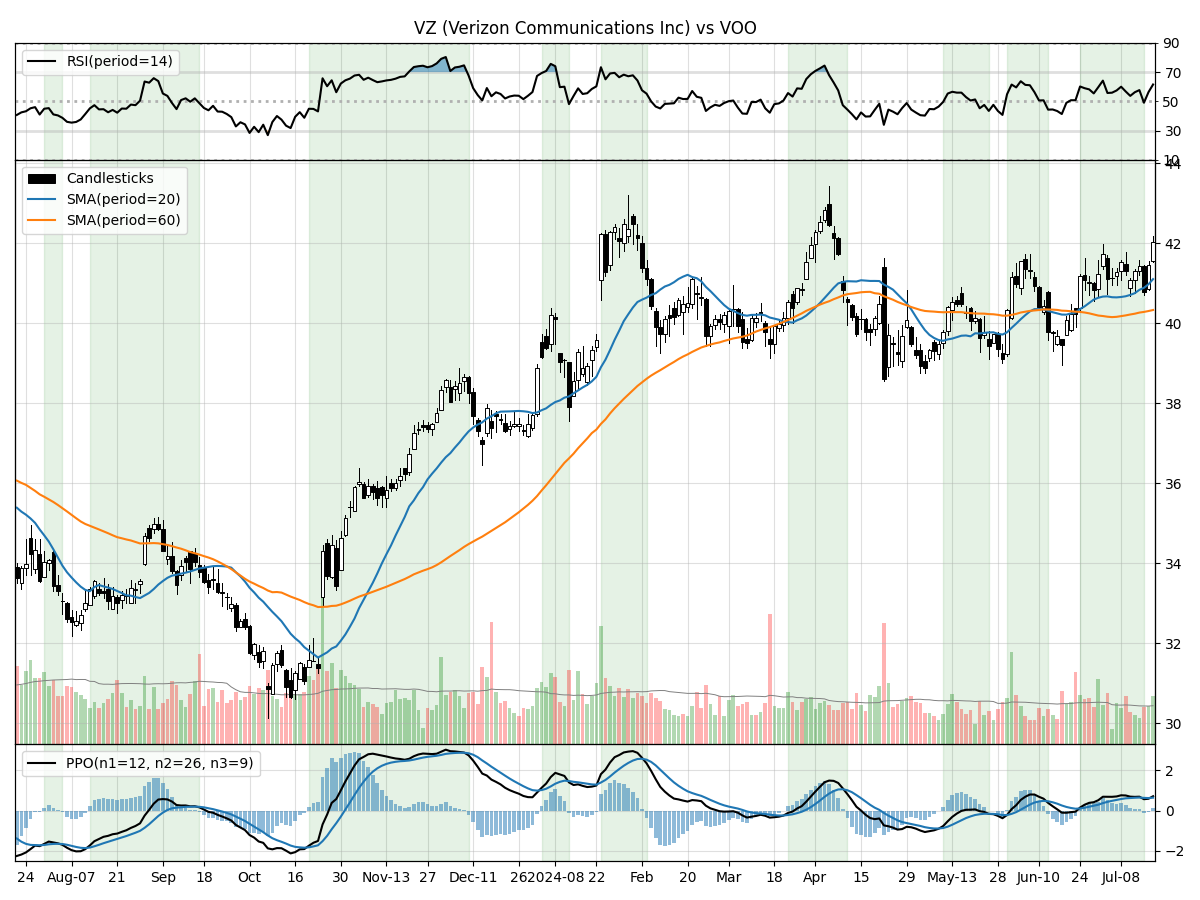 VZ (Verizon Communications Inc) vs VOO
RSI(period=14)
90
70
50
30
10
Candlesticks
SMA(period=20)
SMA(period=60)
44
42
40
38
36
34
32
30
PPO(n1=12, n2=26, n3=9)
2
0
−2
24 Aug-07 21 Sep 18 Oct 16 30 Nov-13 27 Dec-11 26 2024-08 22 Feb 20 Mar 18 Apr 15 29 May-13 28 Jun-10 24 Jul-08